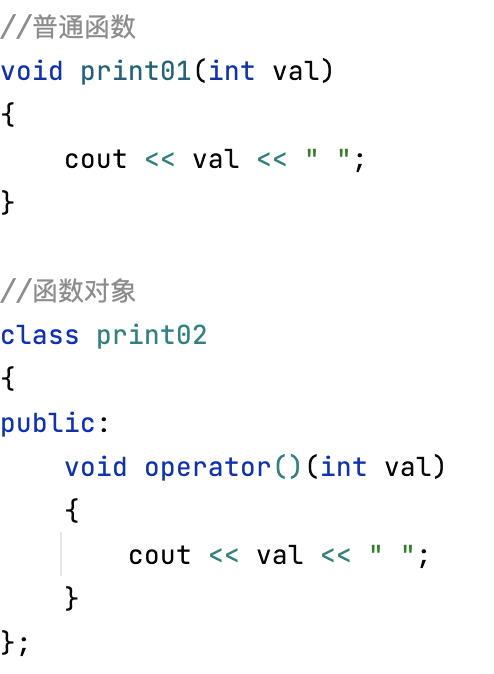 //普通函数
void print01(int val)
{
    cout << val << " ";
}

//函数对象
class print02
{
public:
    void operator()(int val)
    {
        cout << val << " ";
    }
};